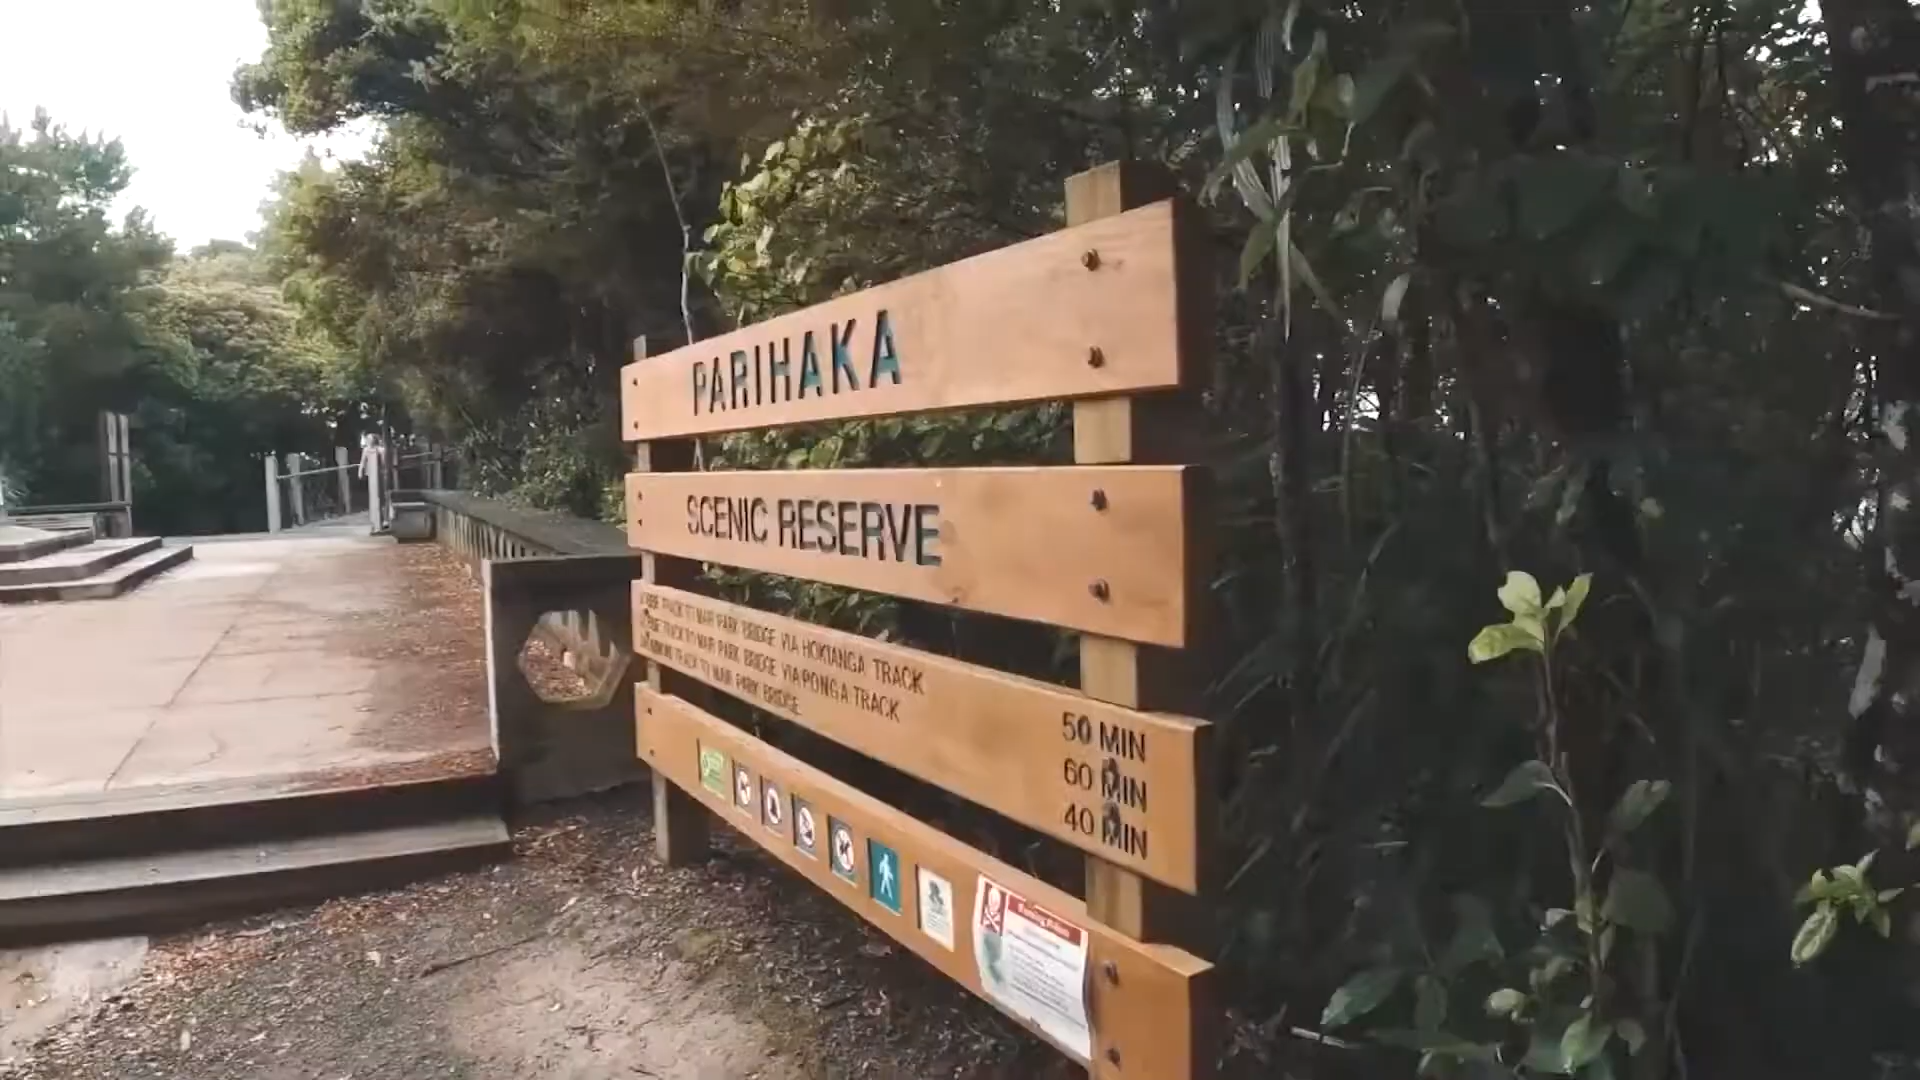 PARIHAKA
SCENIC RESERVE
TRACK TO MAIR PARK BRIDGE VIA HOKIANGA TRACK 50 MIN
TRACK TO MAIR PARK BRIDGE VIA PONGA TRACK 60 MIN
TRACK TO MAIR PARK BRIDGE 40 MIN